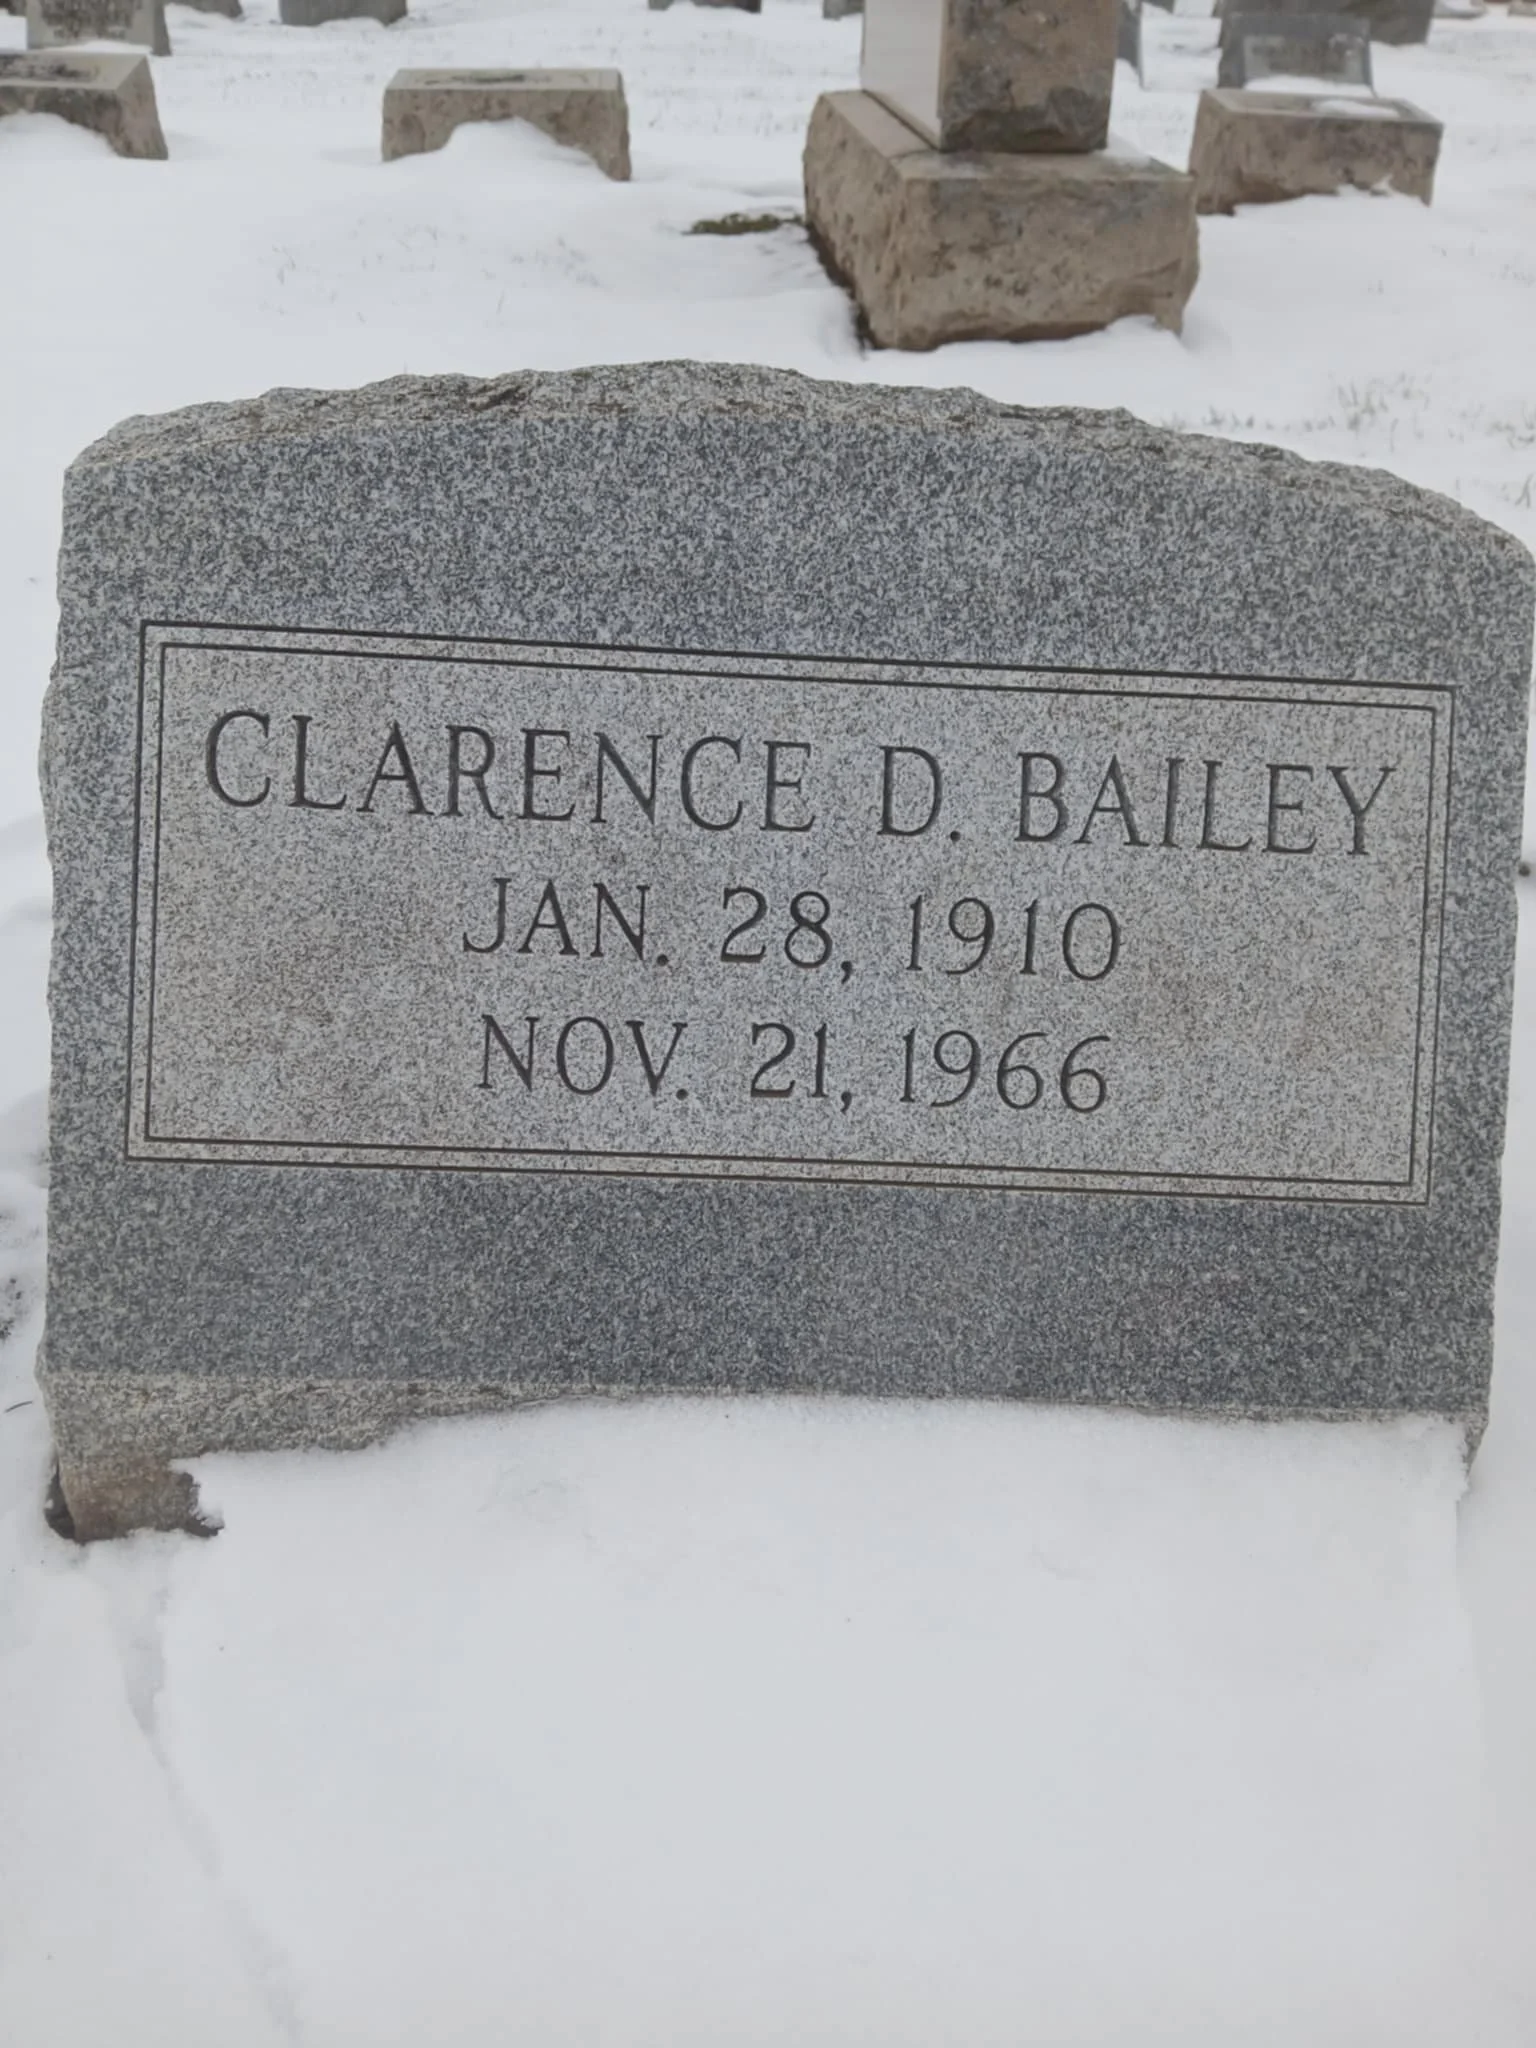 CLARENCE D. BAILEY
JAN. 28, 1910
NOV. 21, 1966